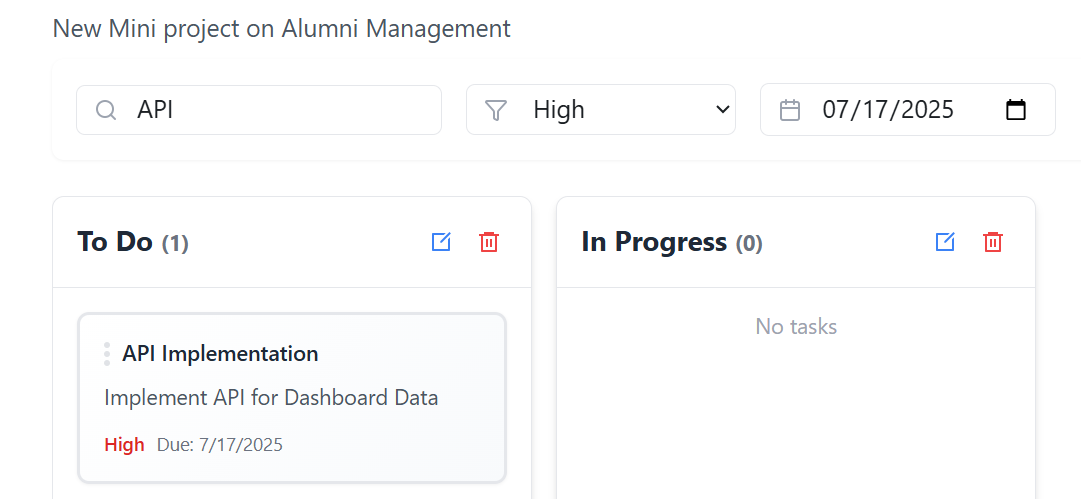 New Mini project on Alumni Management
API
High
07/17/2025
To Do (1)
In Progress (0)
API Implementation
Implement API for Dashboard Data
High Due: 7/17/2025
No tasks